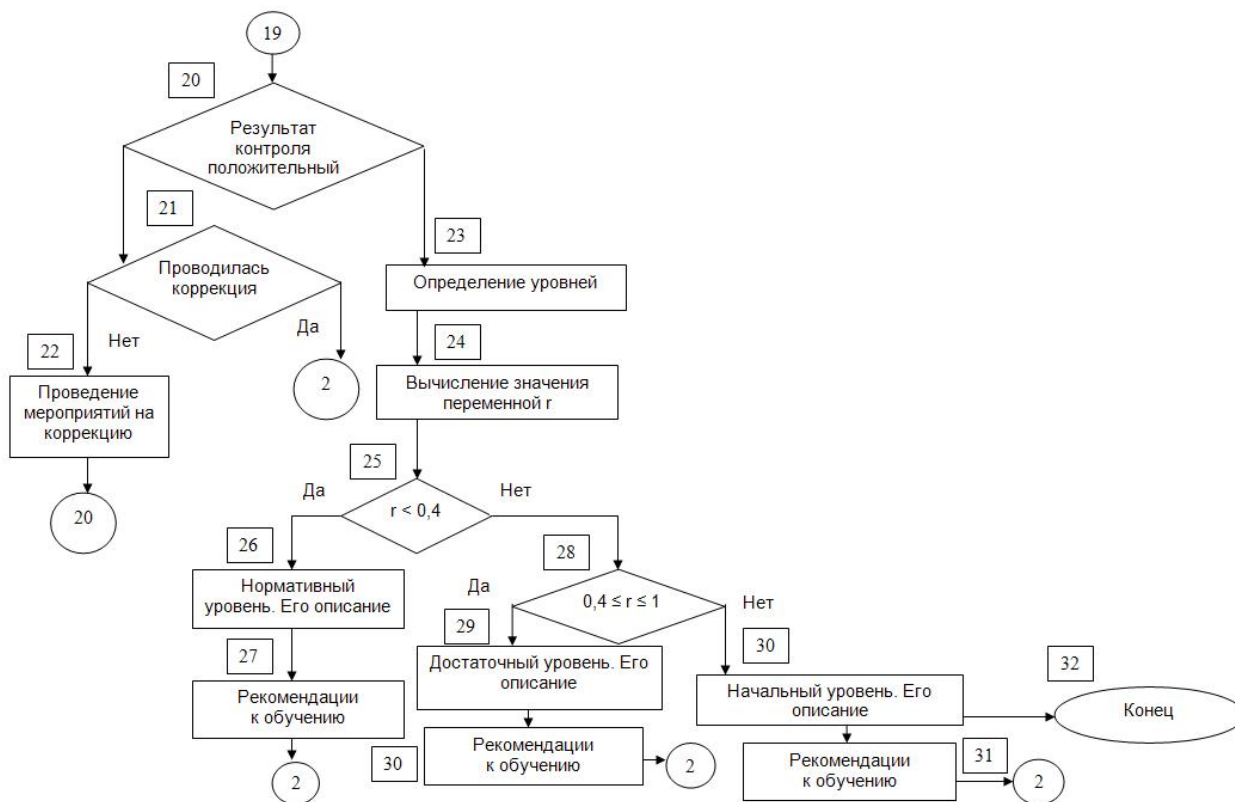 19
20
Результат
контроля
положительный
21
23
Проводилась
коррекция
Определение уровней
Да
Нет
22
24
2
Проведение
мероприятий на
коррекцию
Вычисление значения
переменной r
25
20
Да
Нет
r < 0,4
26
28
Нормативный
уровень. Его описание
Да
0,4 ≤ r ≤ 1
Нет
29
27
Достаточный уровень. Его
описание
30
32
Рекомендации
к обучению
Начальный уровень. Его
описание
Конец
2
30
Рекомендации
к обучению
2
Рекомендации
к обучению
31
2